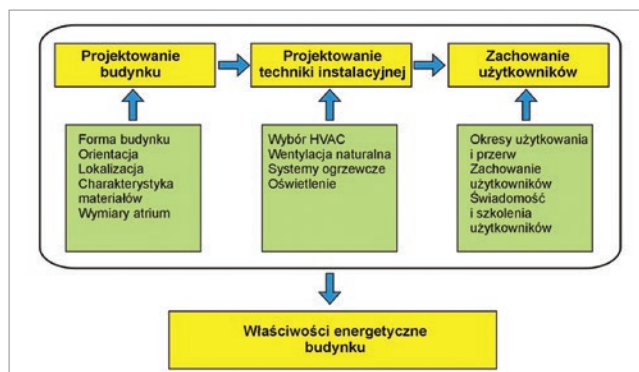 Projektowanie
budynku
Projektowanie
techniki instalacyjnej
Zachowanie
użytkowników
Forma budynku
Orientacja
Lokalizacja
Charakterystyka
materiałów
Wymiary atrium
Wybór HVAC
Wentylacja naturalna
Systemy ogrzewcze
Oświetlenie
Okresy użytkowania
i przerw
Zachowanie
użytkowników
Świadomość
i szkolenia
użytkowników
Właściwości energetyczne
budynku